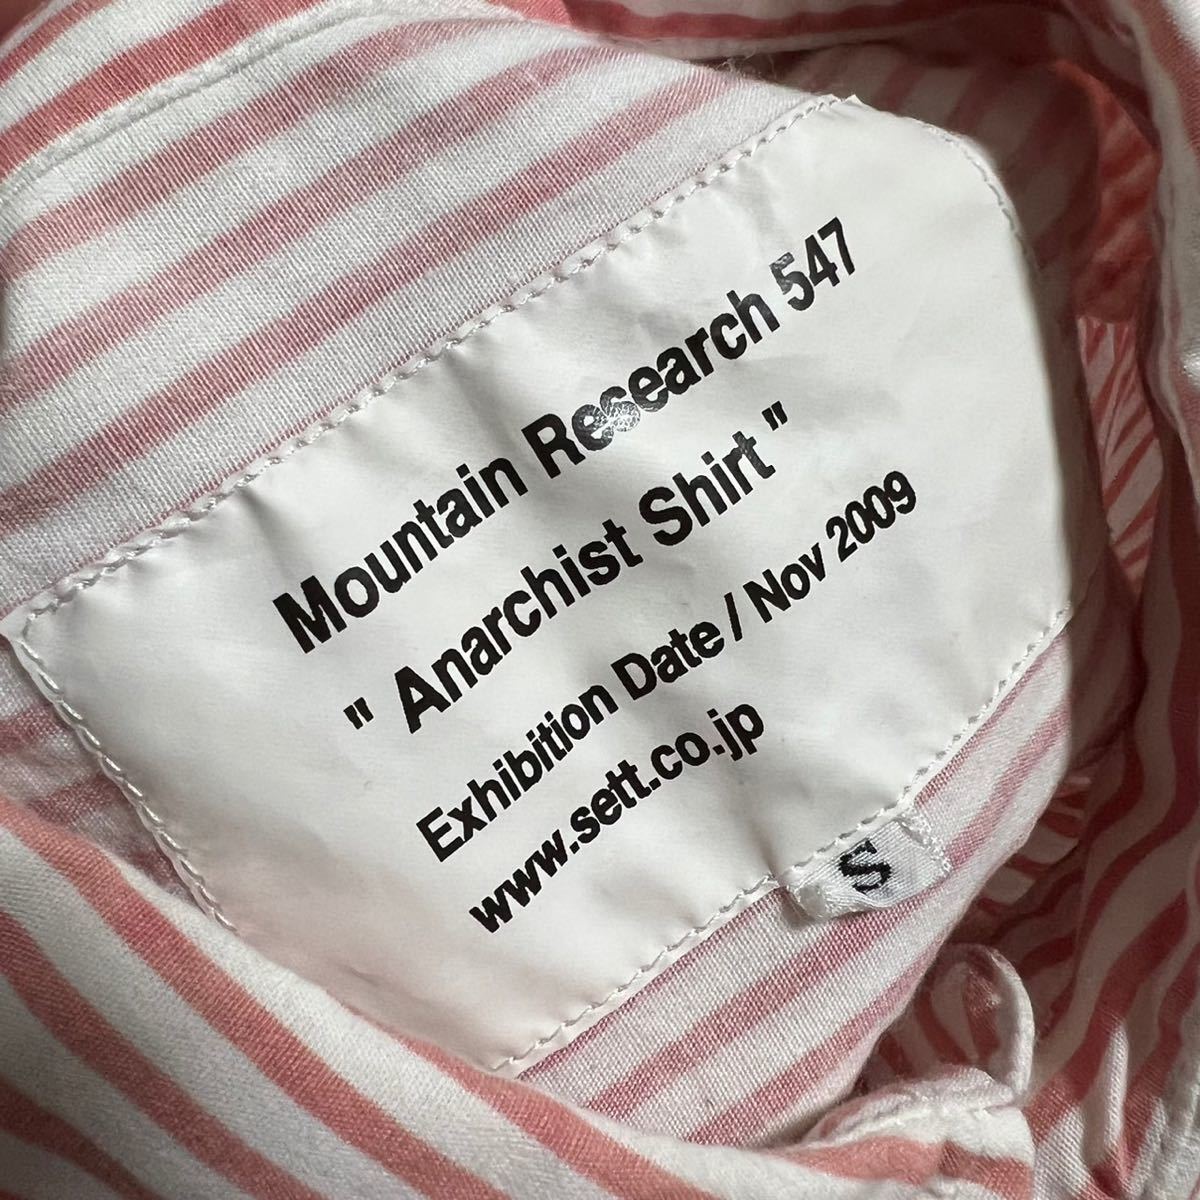 Mountain Research 547
" Anarchist Shirt "
Exhibition Date / Nov 2009
www.sett.co.jp
S